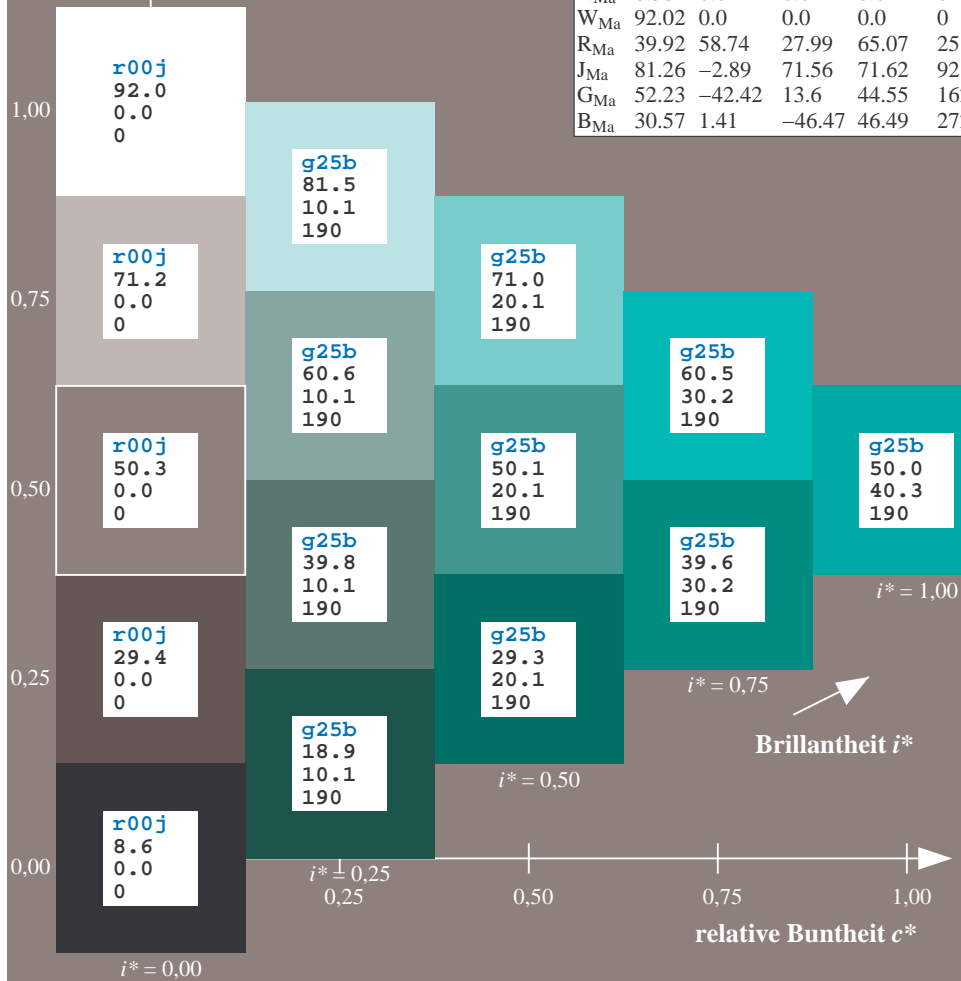 W_Ma 92.02 0.0 0.0 0.0 0
R_Ma 39.92 58.74 27.99 65.07 25
J_Ma 81.26 −2.89 71.56 71.62 92
G_Ma 52.23 −42.42 13.6 44.55
B_Ma 30.57 1.41 −46.47 46.49
r00j
92.0
0.0
0
1,00
g25b
81.5
10.1
190
r00j
71.2
0.0
0
g25b
71.0
20.1
190
0,75
g25b
60.6
10.1
190
g25b
60.5
30.2
190
r00j
50.3
0.0
0
g25b
50.1
20.1
190
g25b
50.0
40.3
190
0,50
g25b
39.8
10.1
190
g25b
39.6
30.2
190
i* = 1,00
r00j
29.4
0.0
0
g25b
29.3
20.1
190
0,25
i* = 0,75
g25b
18.9
10.1
190
Brillantheit i*
i* = 0,50
r00j
8.6
0.0
0
0,00
i* = 0,25
0,25 0,50 0,75 1,00
relative Buntheit c*
i* = 0,00